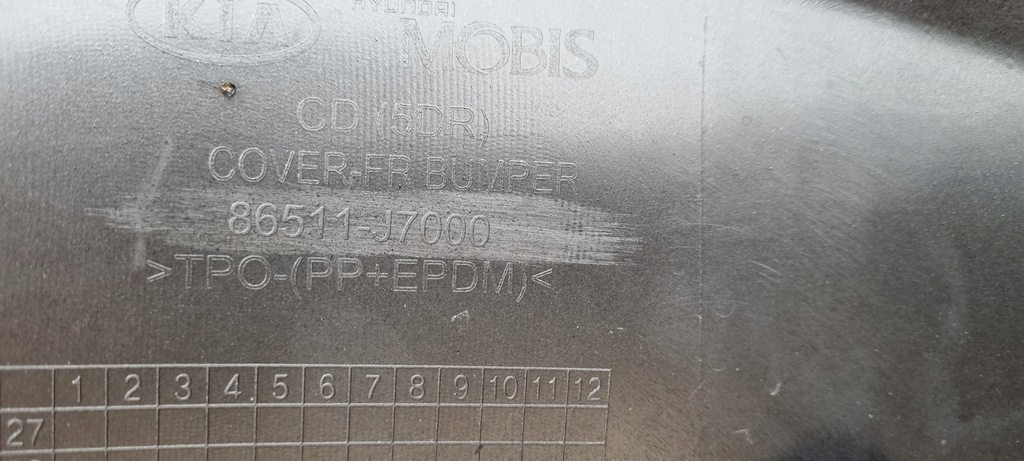 KIA
HYUNDAI
MOBIS
CD (5DR)
COVER-FR BUMPER
86511-J7000
>TPO-(PP+EPDM)<
1 2 3 4 5 6 7 8 9 10 11 12
27